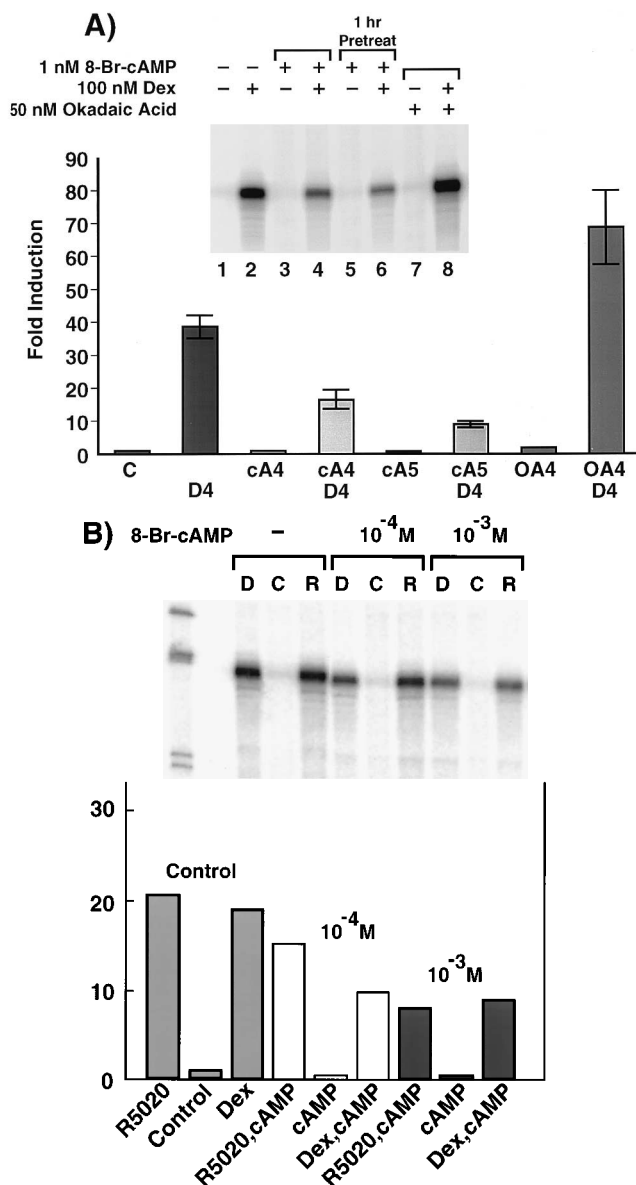 A)
1 hr
Pretreat
1 nM 8-Br-cAMP − − + + + +
100 nM Dex − + − + − + − +
50 nM Okadaic Acid + +
90
80
70
60
50
40
30
20
10
0
Fold Induction
1 2 3 4 5 6 7 8
C cA4 cA4 cA5 cA5 OA4 OA4
D4 D4 D4 D4
B) 8-Br-cAMP − 10⁻⁴M 10⁻³M
D C R D C R D C R
30
20
10
0
Control
10⁻⁴M
10⁻³M
R5020
Control
Dex
R5020,cAMP
cAMP
Dex,cAMP
R5020,cAMP
cAMP
Dex,cAMP